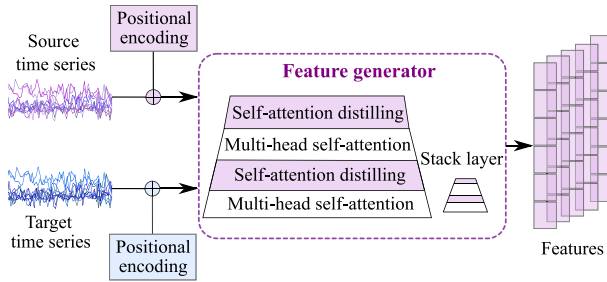 Positional
encoding
Source
time series
Feature generator
Self-attention distilling
Multi-head self-attention
Self-attention distilling
Multi-head self-attention
Stack layer
Target
time series
Positional
encoding
Features